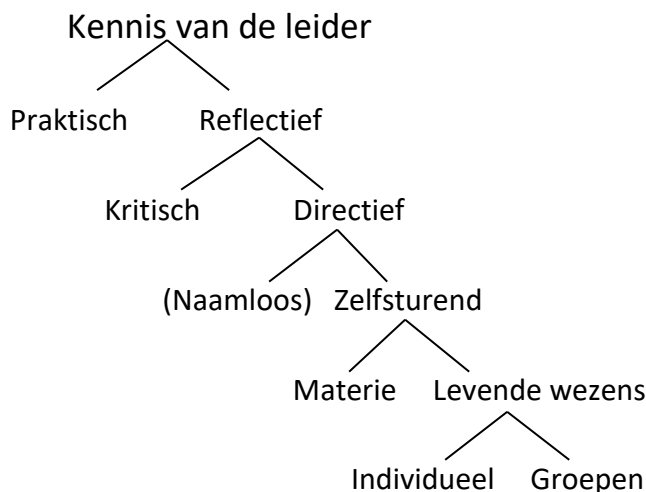 Kennis van de leider
Praktisch Reflectief
Kritisch Directief
(Naamloos) Zelfsturend
Materie Levende wezens
Individueel Groepen